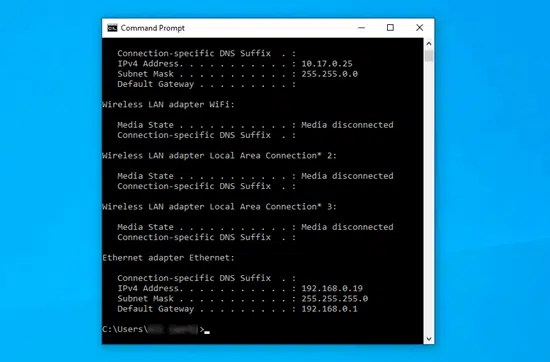 Command Prompt
Connection-specific DNS Suffix  . :
IPv4 Address. . . . . . . . . . . : 10.17.0.25
Subnet Mask . . . . . . . . . . . : 255.255.0.0
Default Gateway . . . . . . . . . :
Wireless LAN adapter WiFi:
Media State . . . . . . . . . . . : Media disconnected
Connection-specific DNS Suffix  . :
Wireless LAN adapter Local Area Connection* 2:
Media State . . . . . . . . . . . : Media disconnected
Connection-specific DNS Suffix  . :
Wireless LAN adapter Local Area Connection* 3:
Media State . . . . . . . . . . . : Media disconnected
Connection-specific DNS Suffix  . :
Ethernet adapter Ethernet:
Connection-specific DNS Suffix  . :
IPv4 Address. . . . . . . . . . . : 192.168.0.19
Subnet Mask . . . . . . . . . . . : 255.255.255.0
Default Gateway . . . . . . . . . : 192.168.0.1
C:\Users\ >